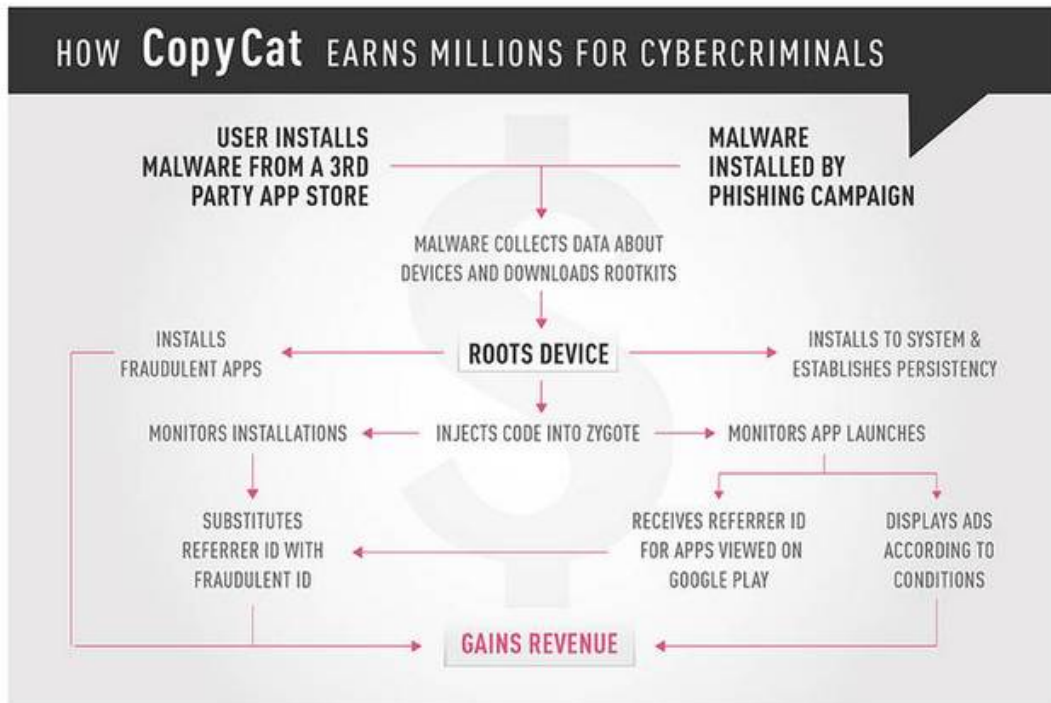 HOW CopyCat EARNS MILLIONS FOR CYBERCRIMINALS
USER INSTALLS
MALWARE FROM A 3RD
PARTY APP STORE
MALWARE
INSTALLED BY
PHISHING CAMPAIGN
MALWARE COLLECTS DATA ABOUT
DEVICES AND DOWNLOADS ROOTKITS
INSTALLS
FRAUDULENT APPS
ROOTS DEVICE
INSTALLS TO SYSTEM &
ESTABLISHES PERSISTENCY
MONITORS INSTALLATIONS
INJECTS CODE INTO ZYGOTE
MONITORS APP LAUNCHES
SUBSTITUTES
REFERRER ID WITH
FRAUDULENT ID
RECEIVES REFERRER ID
FOR APPS VIEWED ON
GOOGLE PLAY
DISPLAYS ADS
ACCORDING TO
CONDITIONS
GAINS REVENUE